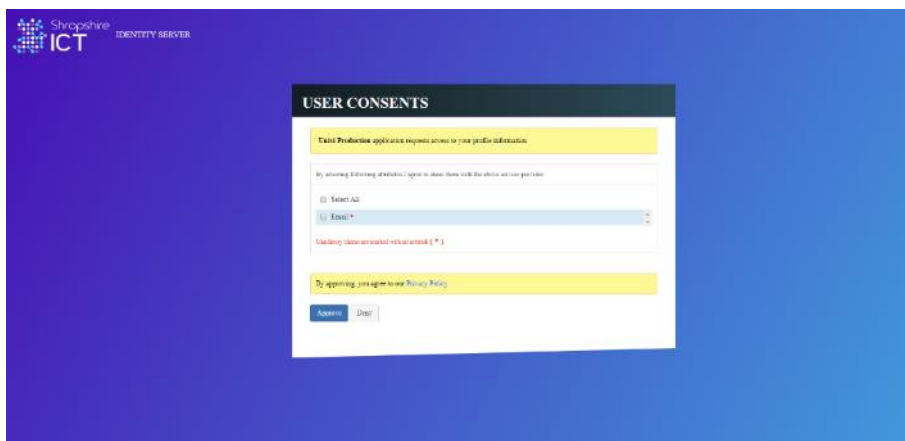 Shropshire
ICT
IDENTITY SERVER
USER CONSENTS
Production application requests access to your profile information
By selecting following attributes I agree to share them with the above service provider
Select All
Email *
Mandatory claims are marked with an asterisk ( * )
By approving, you agree to our Privacy Policy
Approve
Deny